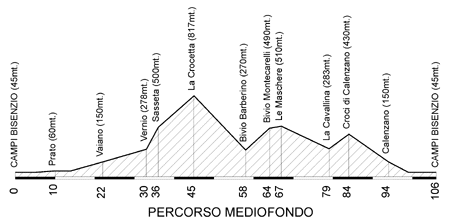 CAMPI BISENZIO (45mt.)
Prato (60mt.)
Vaiano (150mt.)
Vernio (278mt.)
Sasseta (500mt.)
La Crocetta (817mt.)
Bivio Barberino (270mt.)
Bivio Montecarelli (490mt.)
Le Maschere (510mt.)
La Cavallina (283mt.)
Croci di Calenzano (430mt.)
Calenzano (150mt.)
CAMPI BISENZIO (45mt.)
0 10 22 30 36 45 58 64 67 79 84 94 106
PERCORSO MEDIOFONDO